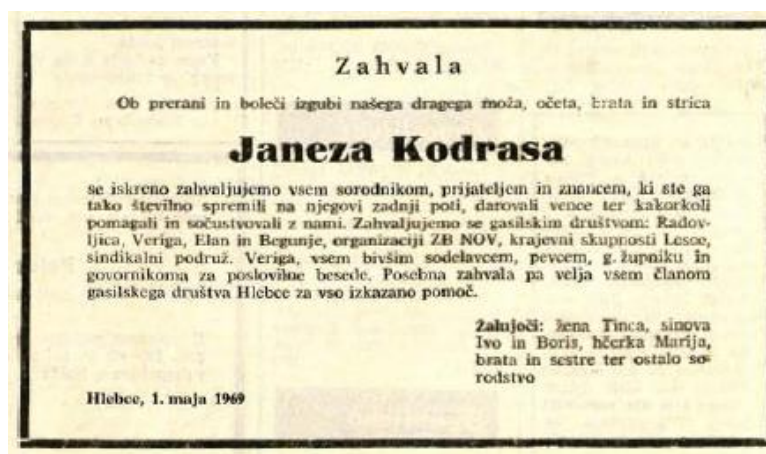 Zahvala
Ob prerani in boleči izgubi našega dragega moža, očeta, brata in strica
Janeza Kodrasa
se iskreno zahvaljujemo vsem sorodnikom, prijateljem in znancem, ki ste ga
tako številno spremili na njegovi zadnji poti, darovali vence ter kakorkoli
pomagali in sočustvovali z nami. Zahvaljujemo se gasilskim društvom: Radov-
ljica, Veriga, Elan in Begunje, organizaciji ZB NOV, krajevni skupnosti Lesce,
sindikalni podruž. Veriga, vsem bivšim sodelavcem, pevcem, g. župniku in
govornikoma za poslovilne besede. Posebna zahvala pa velja vsem članom
gasilskega društva Hlebce za vso izkazano pomoč.
Žalujoči: žena Tinca, sinova
Ivo in Boris, hčerka Marija,
brata in sestre ter ostalo so-
rodstvo
Hlebce, 1. maja 1969